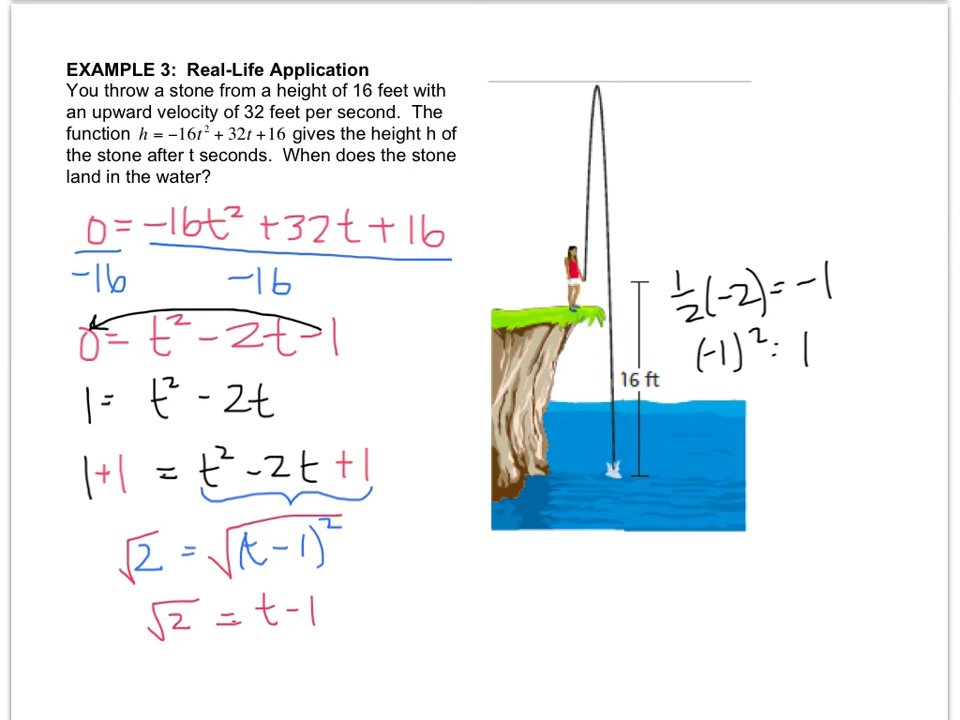 EXAMPLE 3: Real-Life Application
You throw a stone from a height of 16 feet with
an upward velocity of 32 feet per second. The
function h = −16t² + 32t + 16 gives the height h of
the stone after t seconds. When does the stone
land in the water?
0 = -16t² + 32t + 16
-16 -16
0 = t² - 2t - 1
1 = t² - 2t
1 + 1 = t² - 2t + 1
√2 = √(t - 1)²
√2 = t - 1
½(-2) = -1
(-1)² = 1
16 ft